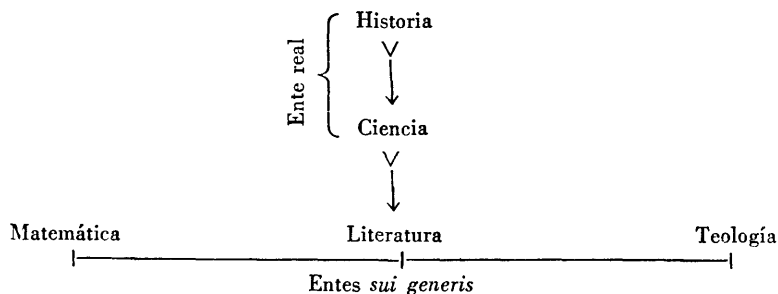 Historia
Ente real
Ciencia
Matemática Literatura Teología
Entes sui generis